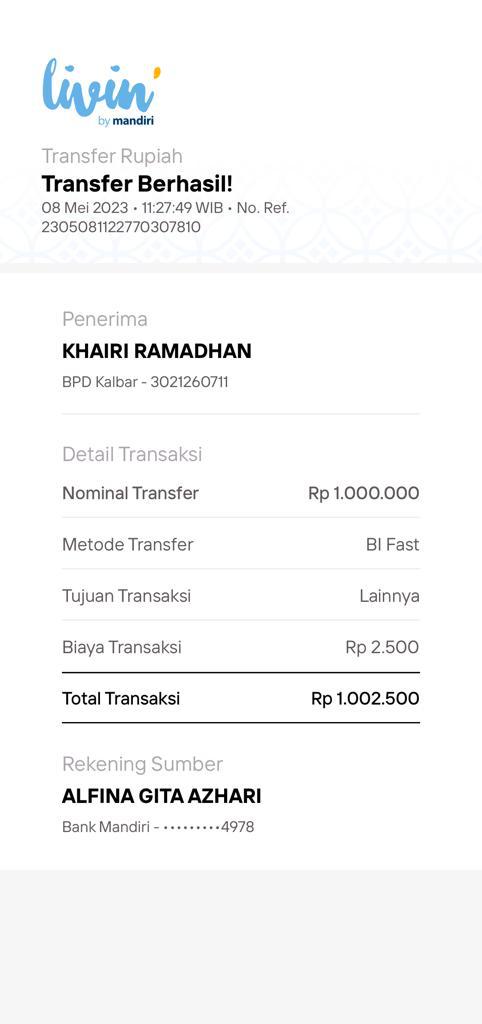 livin'
by mandiri
Transfer Rupiah
Transfer Berhasil!
08 Mei 2023 • 11:27:49 WIB • No. Ref.
2305081122770307810
Penerima
KHAIRI RAMADHAN
BPD Kalbar - 3021260711
Detail Transaksi
Nominal Transfer Rp 1.000.000
Metode Transfer BI Fast
Tujuan Transaksi Lainnya
Biaya Transaksi Rp 2.500
Total Transaksi Rp 1.002.500
Rekening Sumber
ALFINA GITA AZHARI
Bank Mandiri - •••••••••4978